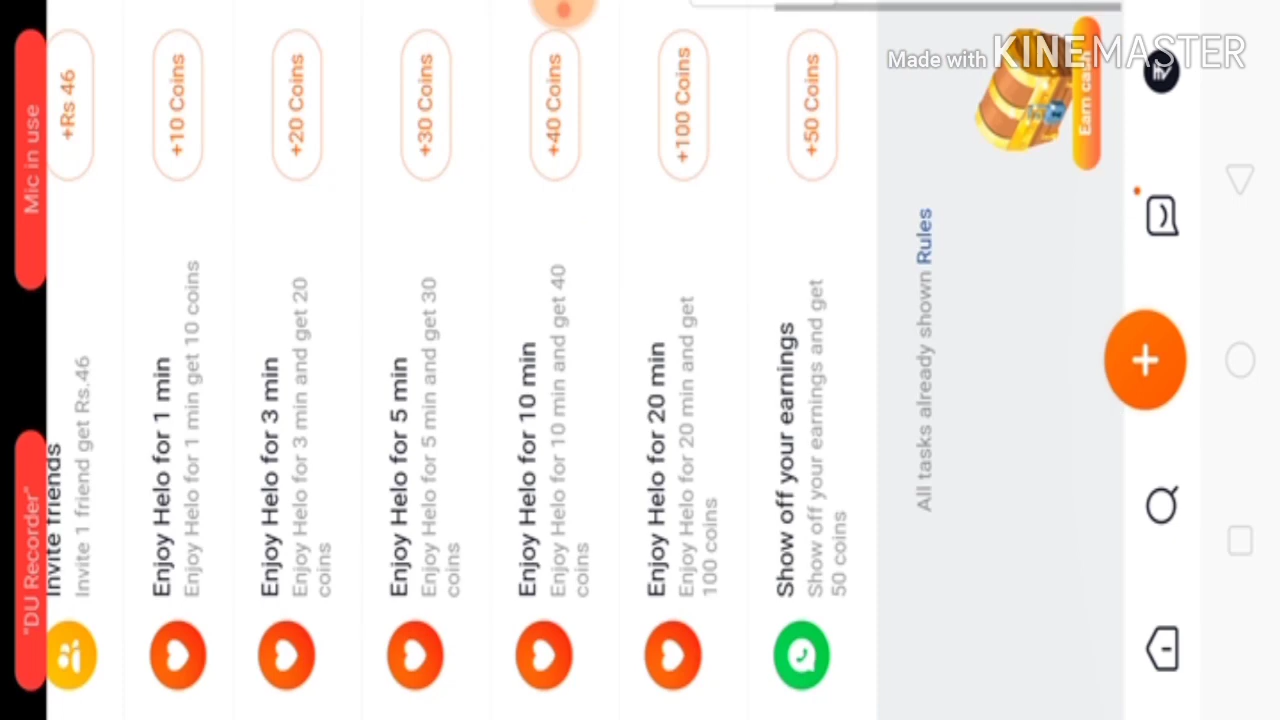 Made with KINEMASTER
"DU Recorder" Mic in use
Invite friends
Invite 1 friend get Rs.46
+Rs 46
Enjoy Helo for 1 min
Enjoy Helo for 1 min get 10 coins
+10 Coins
Enjoy Helo for 3 min
Enjoy Helo for 3 min and get 20
coins
+20 Coins
Enjoy Helo for 5 min
Enjoy Helo for 5 min and get 30
coins
+30 Coins
Enjoy Helo for 10 min
Enjoy Helo for 10 min and get 40
coins
+40 Coins
Enjoy Helo for 20 min
Enjoy Helo for 20 min and get
100 coins
+100 Coins
Show off your earnings
Show off your earnings and get
50 coins
+50 Coins
All tasks already shown Rules
Earn cash